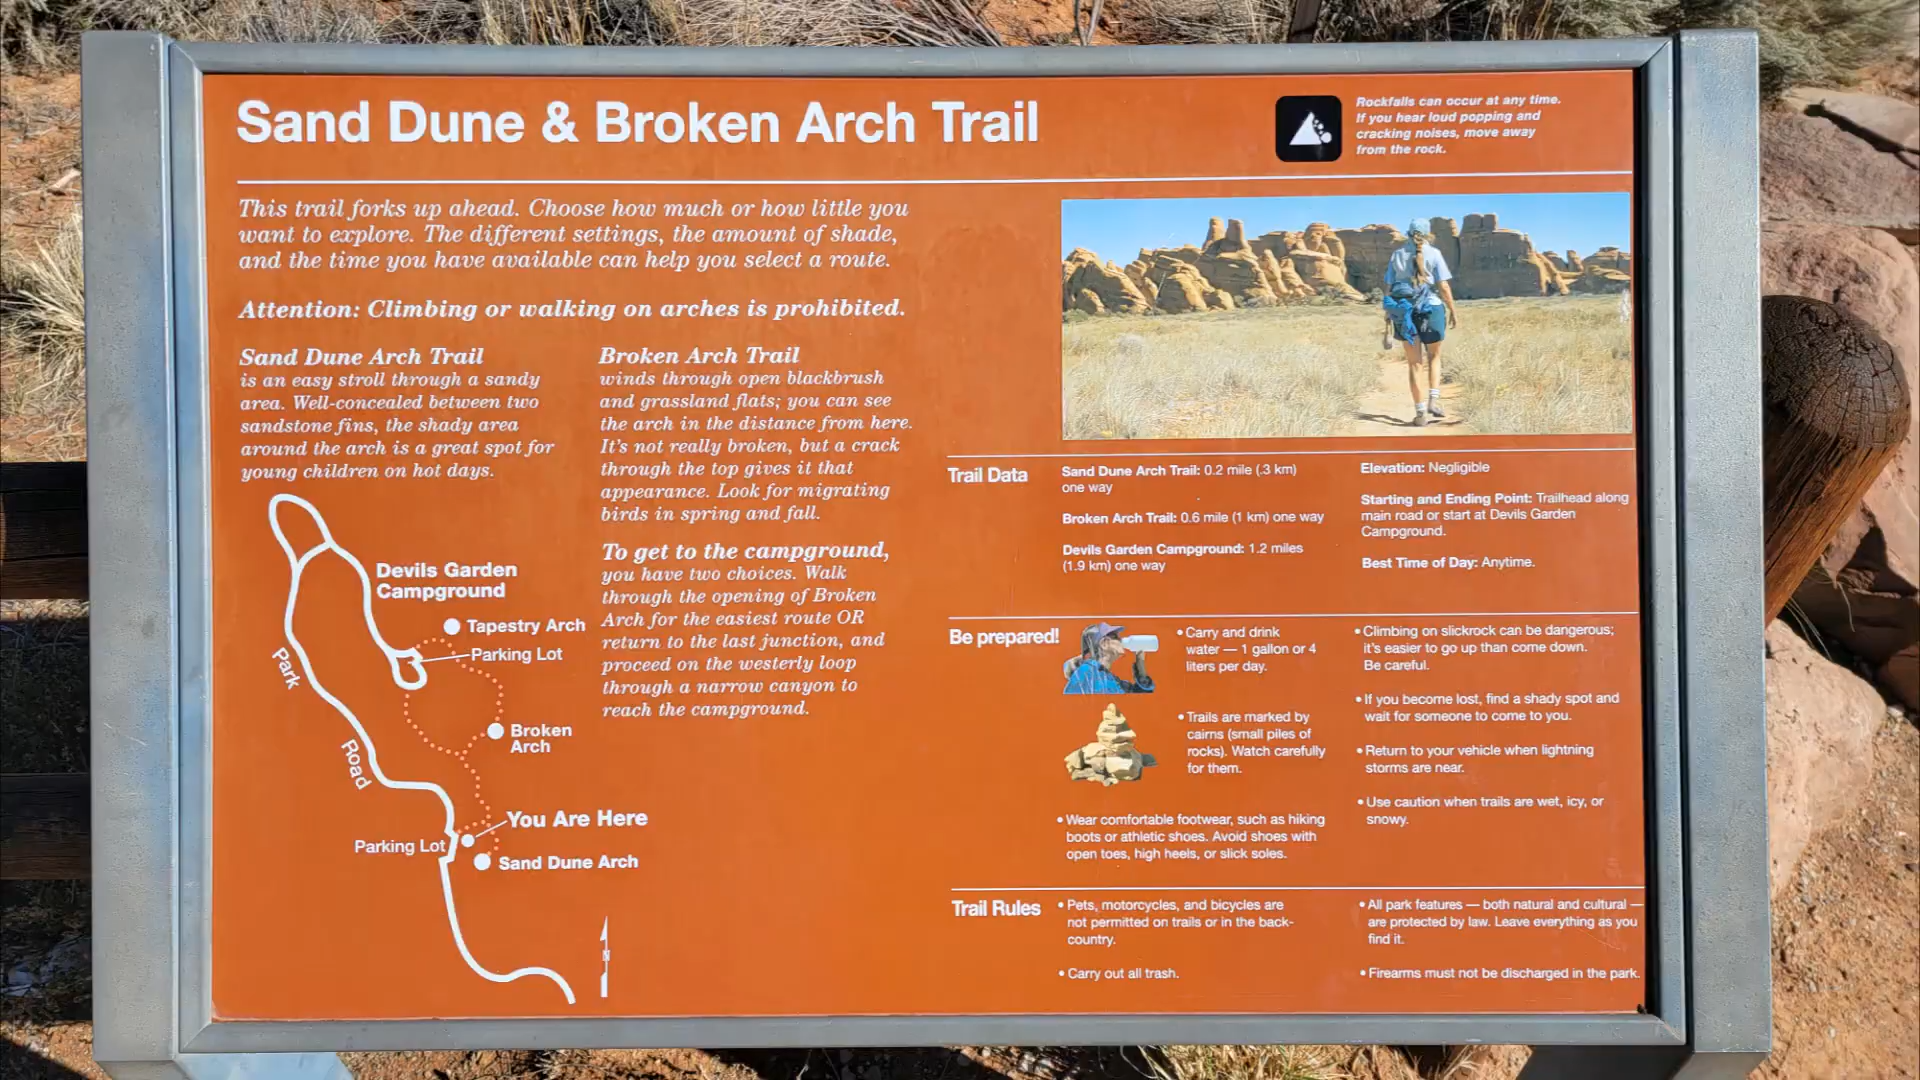 Sand Dune & Broken Arch Trail
Rockfalls can occur at any time.
If you hear loud popping and
cracking noises, move away
from the rock.
This trail forks up ahead. Choose how much or how little you
want to explore. The different settings, the amount of shade,
and the time you have available can help you select a route.
Attention: Climbing or walking on arches is prohibited.
Sand Dune Arch Trail
is an easy stroll through a sandy
area. Well-concealed between two
sandstone fins, the shady area
around the arch is a great spot for
young children on hot days.
Broken Arch Trail
winds through open blackbrush
and grassland flats; you can see
the arch in the distance from here.
It's not really broken, but a crack
through the top gives it that
appearance. Look for migrating
birds in spring and fall.
To get to the campground,
you have two choices. Walk
through the opening of Broken
Arch for the easiest route OR
return to the last junction, and
proceed on the westerly loop
through a narrow canyon to
reach the campground.
Devils Garden
Campground
Tapestry Arch
Parking Lot
Park
Road
Broken
Arch
You Are Here
Parking Lot
Sand Dune Arch
N
Trail Data
Sand Dune Arch Trail: 0.2 mile (.3 km)
one way
Broken Arch Trail: 0.6 mile (1 km) one way
Devils Garden Campground: 1.2 miles
(1.9 km) one way
Elevation: Negligible
Starting and Ending Point: Trailhead along
main road or start at Devils Garden
Campground.
Best Time of Day: Anytime.
Be prepared!
• Carry and drink
water — 1 gallon or 4
liters per day.
• Trails are marked by
cairns (small piles of
rocks). Watch carefully
for them.
• Wear comfortable footwear, such as hiking
boots or athletic shoes. Avoid shoes with
open toes, high heels, or slick soles.
• Climbing on slickrock can be dangerous;
it's easier to go up than come down.
Be careful.
• If you become lost, find a shady spot and
wait for someone to come to you.
• Return to your vehicle when lightning
storms are near.
• Use caution when trails are wet, icy, or
snowy.
Trail Rules
• Pets, motorcycles, and bicycles are
not permitted on trails or in the back-
country.
• Carry out all trash.
• All park features — both natural and cultural —
are protected by law. Leave everything as you
find it.
• Firearms must not be discharged in the park.